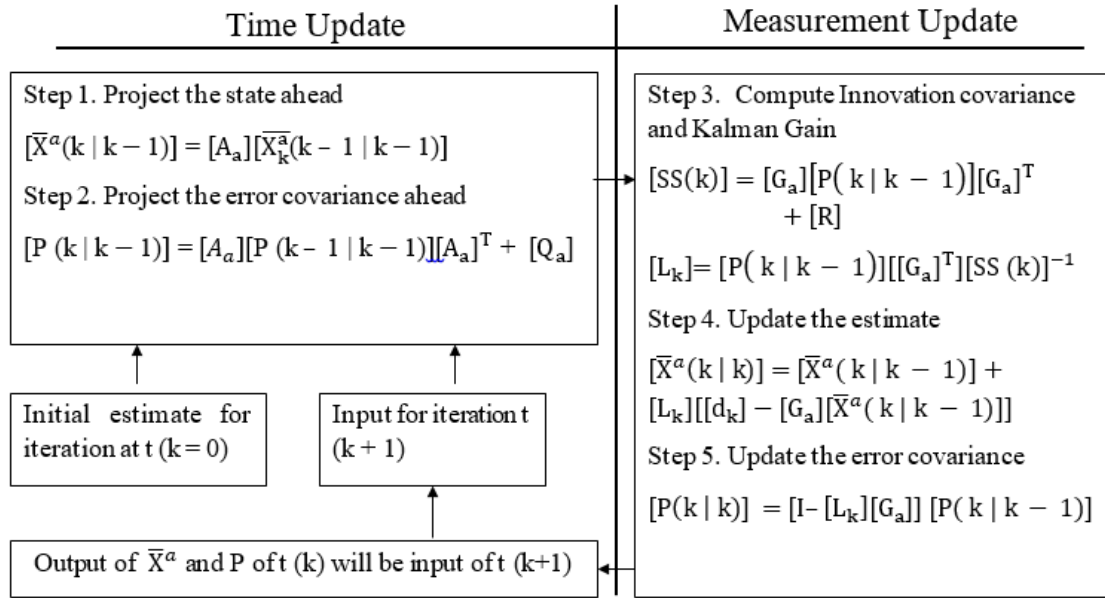 Time Update
Measurement Update
Step 1. Project the state ahead
[X̅ᵃ(k | k − 1)] = [Aₐ][X̅ₖᵃ(k - 1 | k − 1)]
Step 2. Project the error covariance ahead
[P (k | k − 1)] = [Aₐ][P (k - 1 | k − 1)][Aₐ]ᵀ + [Qₐ]
Initial estimate for
iteration at t (k = 0)
Input for iteration t
(k + 1)
Output of X̅ᵃ and P of t (k) will be input of t (k+1)
Step 3. Compute Innovation covariance
and Kalman Gain
[SS(k)] = [Gₐ][P( k | k − 1)][Gₐ]ᵀ
+ [R]
[Lₖ]= [P( k | k − 1)][[Gₐ]ᵀ][SS (k)]⁻¹
Step 4. Update the estimate
[X̅ᵃ(k | k)] = [X̅ᵃ( k | k − 1)] +
[Lₖ][[dₖ] − [Gₐ][X̅ᵃ( k | k − 1)]]
Step 5. Update the error covariance
[P(k | k)] = [I− [Lₖ][Gₐ]] [P( k | k − 1)]